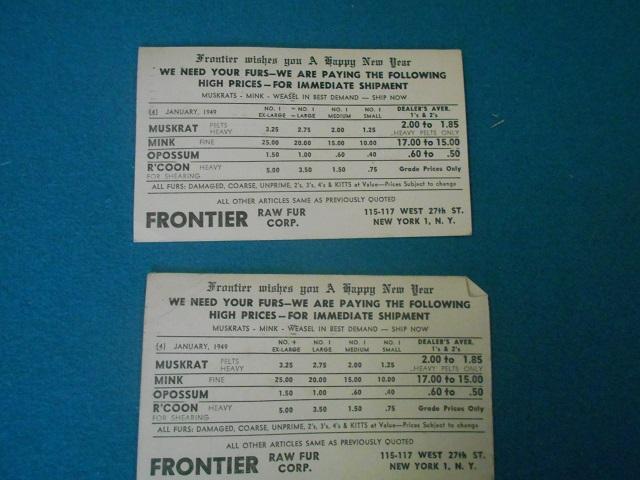 Frontier wishes you A Happy New Year
WE NEED YOUR FURS—WE ARE PAYING THE FOLLOWING
HIGH PRICES—FOR IMMEDIATE SHIPMENT
MUSKRATS - MINK - WEASEL IN BEST DEMAND — SHIP NOW
(4) JANUARY, 1949 NO. 1 EX-LARGE NO. 1 LARGE NO. 1 MEDIUM NO. 1 SMALL DEALER'S AVER. 1's & 2's
MUSKRAT PELTS HEAVY 3.25 2.75 2.00 1.25 2.00 to 1.85 ..HEAVY PELTS ONLY
MINK FINE 25.00 20.00 15.00 10.00 17.00 to 15.00
OPOSSUM 1.50 1.00 .60 .40 .60 to .50
R'COON HEAVY 5.00 3.50 1.50 .75 Grade Prices Only
FOR SHEARING
ALL FURS: DAMAGED, COARSE, UNPRIME, 2's, 3's, 4's & KITTS at Value—Prices Subject to change
ALL OTHER ARTICLES SAME AS PREVIOUSLY QUOTED
FRONTIER RAW FUR CORP. 115-117 WEST 27th ST. NEW YORK 1, N. Y.
Frontier wishes you A Happy New Year
WE NEED YOUR FURS—WE ARE PAYING THE FOLLOWING
HIGH PRICES—FOR IMMEDIATE SHIPMENT
MUSKRATS - MINK - WEASEL IN BEST DEMAND — SHIP NOW
(4) JANUARY, 1949 NO. 1 EX-LARGE NO. 1 LARGE NO. 1 MEDIUM NO. 1 SMALL DEALER'S AVER. 1's & 2's
MUSKRAT PELTS HEAVY 3.25 2.75 2.00 1.25 2.00 to 1.85 ..HEAVY PELTS ONLY
MINK FINE 25.00 20.00 15.00 10.00 17.00 to 15.00
OPOSSUM 1.50 1.00 .60 .40 .60 to .50
R'COON HEAVY 5.00 3.50 1.50 .75 Grade Prices Only
FOR SHEARING
ALL FURS: DAMAGED, COARSE, UNPRIME, 2's, 3's, 4's & KITTS at Value—Prices Subject to change
ALL OTHER ARTICLES SAME AS PREVIOUSLY QUOTED
FRONTIER RAW FUR CORP. 115-117 WEST 27th ST. NEW YORK 1, N. Y.